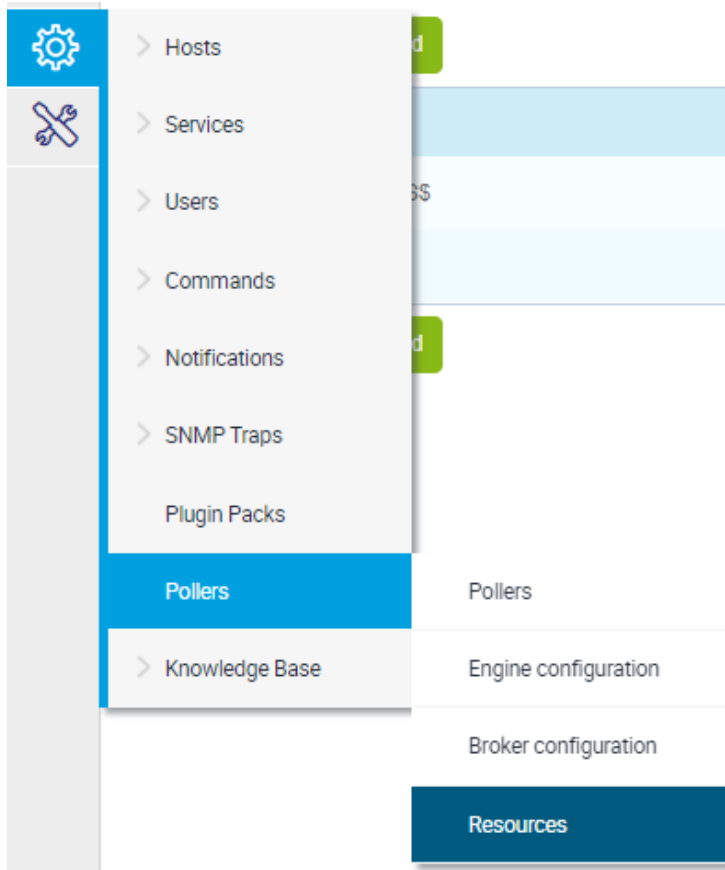 Hosts
d
Services
Users
Commands
d
Notifications
SNMP Traps
Plugin Packs
Pollers
Pollers
Knowledge Base
Engine configuration
Broker configuration
Resources